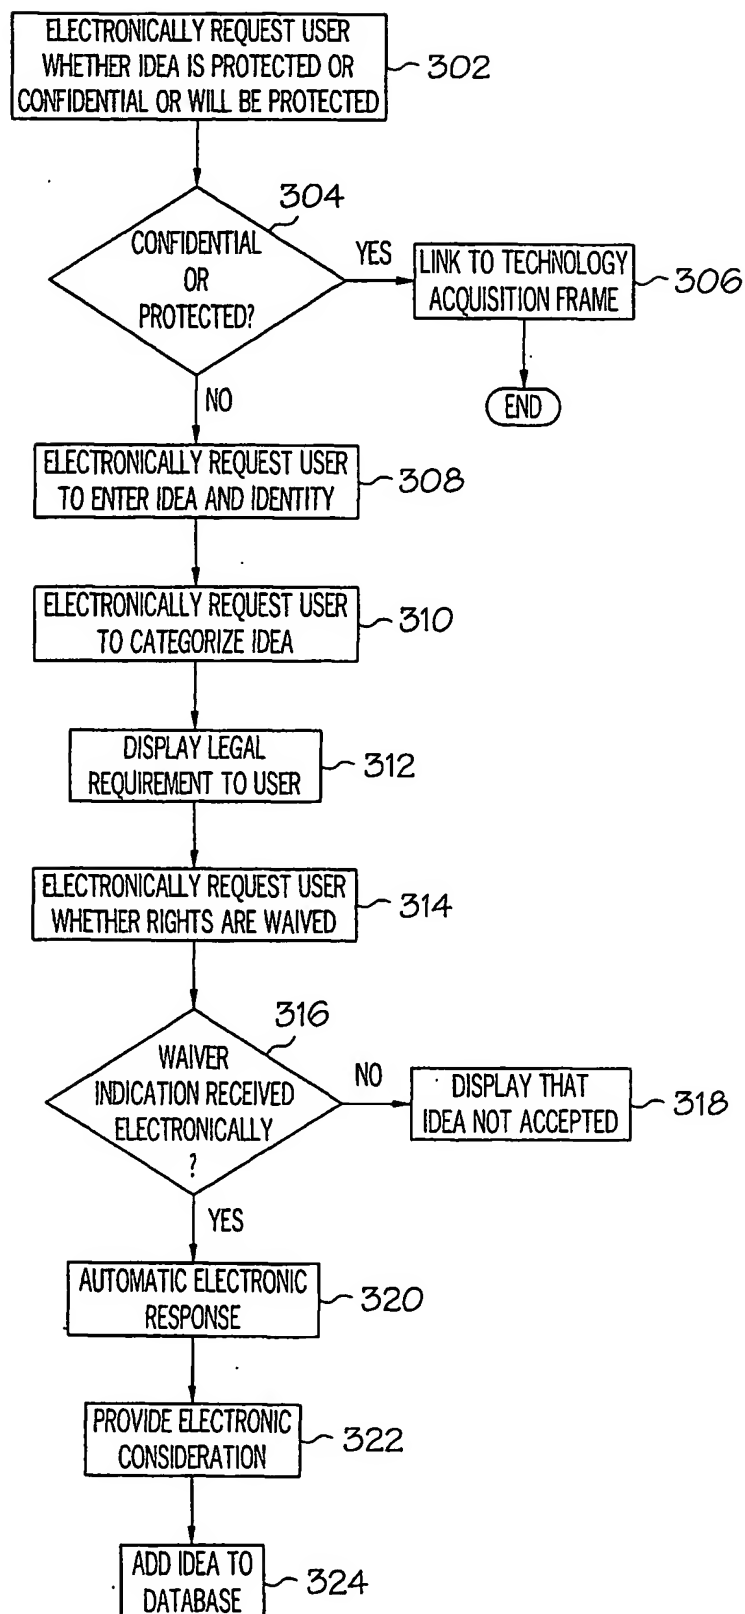 ELECTRONICALLY REQUEST USER
WHETHER IDEA IS PROTECTED OR
CONFIDENTIAL OR WILL BE PROTECTED
302
304
CONFIDENTIAL
OR
PROTECTED?
YES
LINK TO TECHNOLOGY
ACQUISITION FRAME
306
END
NO
ELECTRONICALLY REQUEST USER
TO ENTER IDEA AND IDENTITY
308
ELECTRONICALLY REQUEST USER
TO CATEGORIZE IDEA
310
DISPLAY LEGAL
REQUIREMENT TO USER
312
ELECTRONICALLY REQUEST USER
WHETHER RIGHTS ARE WAIVED
314
316
WAIVER
INDICATION RECEIVED
ELECTRONICALLY
?
NO
DISPLAY THAT
IDEA NOT ACCEPTED
318
YES
AUTOMATIC ELECTRONIC
RESPONSE
320
PROVIDE ELECTRONIC
CONSIDERATION
322
ADD IDEA TO
DATABASE
324